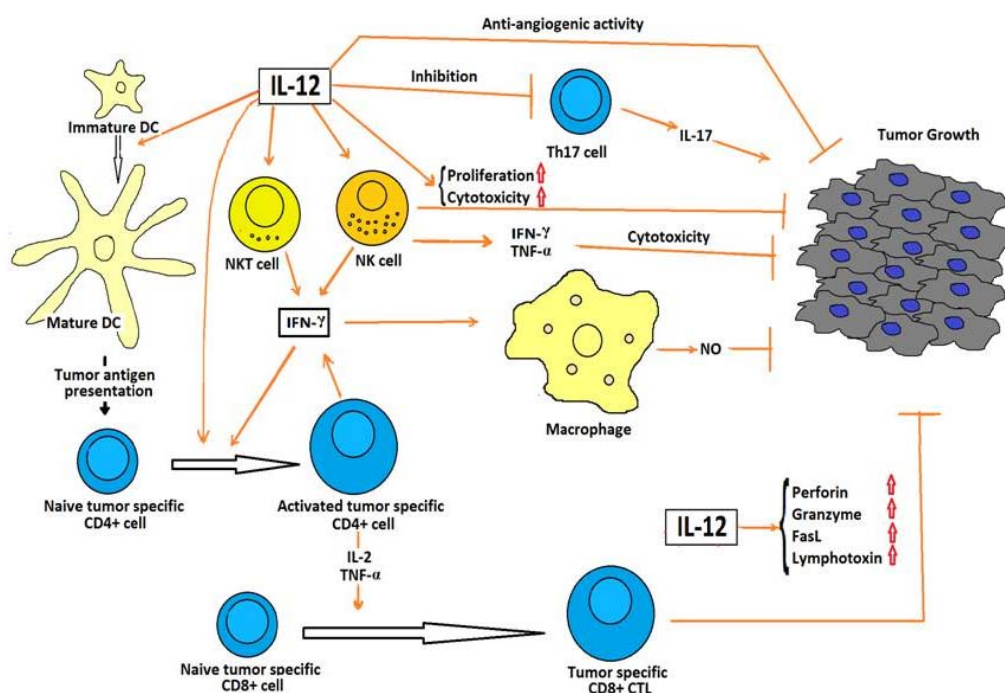 Anti-angiogenic activity
IL-12
Inhibition
Immature DC
Th17 cell
IL-17
Tumor Growth
Proliferation
Cytotoxicity
NKT cell
NK cell
IFN-γ
TNF-α
Cytotoxicity
Mature DC
IFN-γ
NO
Tumor antigen
presentation
Macrophage
Naive tumor specific
CD4+ cell
Activated tumor specific
CD4+ cell
IL-12
Perforin
Granzyme
FasL
Lymphotoxin
IL-2
TNF-α
Naive tumor specific
CD8+ cell
Tumor specific
CD8+ CTL